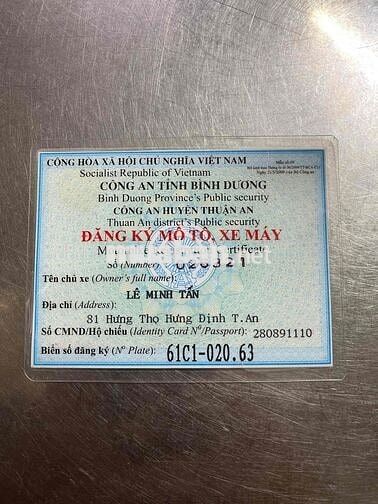 CỘNG HÒA XÃ HỘI CHỦ NGHĨA VIỆT NAM
Socialist Republic of Vietnam
CÔNG AN TỈNH BÌNH DƯƠNG
Binh Duong Province's Public security
CÔNG AN HUYỆN THUẬN AN
Thuan An district's Public security
ĐĂNG KÝ MÔ TÔ, XE MÁY
Số (Number)
Tên chủ xe (Owner's full name):
LÊ MINH TẤN
Địa chỉ (Address):
81 Hưng Thọ Hưng Định T.An
Số CMND/Hộ chiếu (Identity Card Nº/Passport): 280891110
Biển số đăng ký (Nº Plate): 61C1-020.63